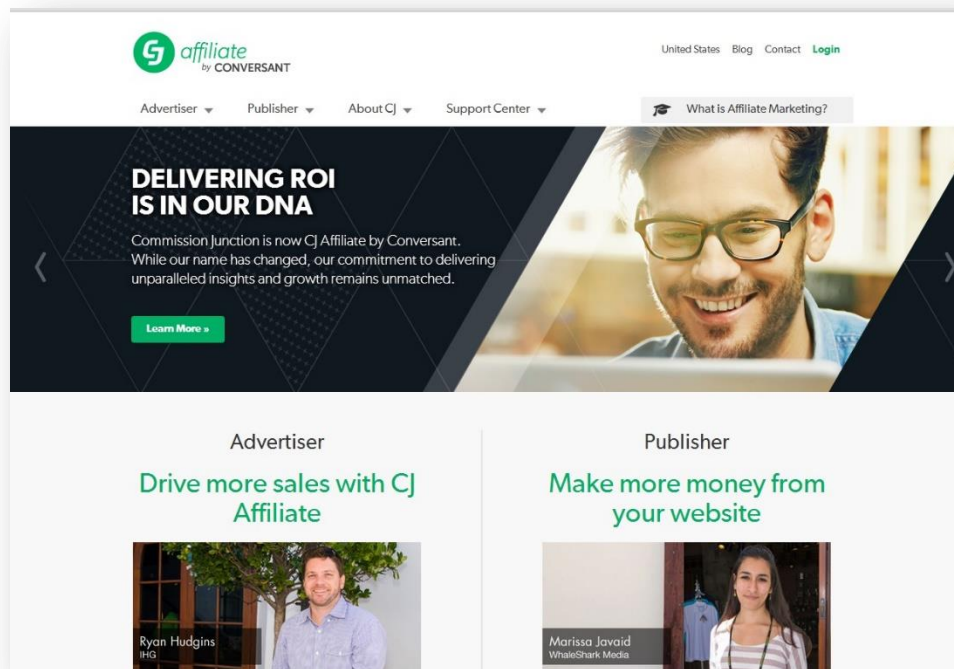 CJ affiliate
by CONVERSANT
United States Blog Contact Login
Advertiser Publisher About CJ Support Center What is Affiliate Marketing?
DELIVERING ROI
IS IN OUR DNA
Commission Junction is now CJ Affiliate by Conversant.
While our name has changed, our commitment to delivering
unparalleled insights and growth remains unmatched.
Learn More »
Advertiser
Drive more sales with CJ
Affiliate
Ryan Hudgins
IHG
Publisher
Make more money from
your website
Marissa Javaid
WhaleShark Media